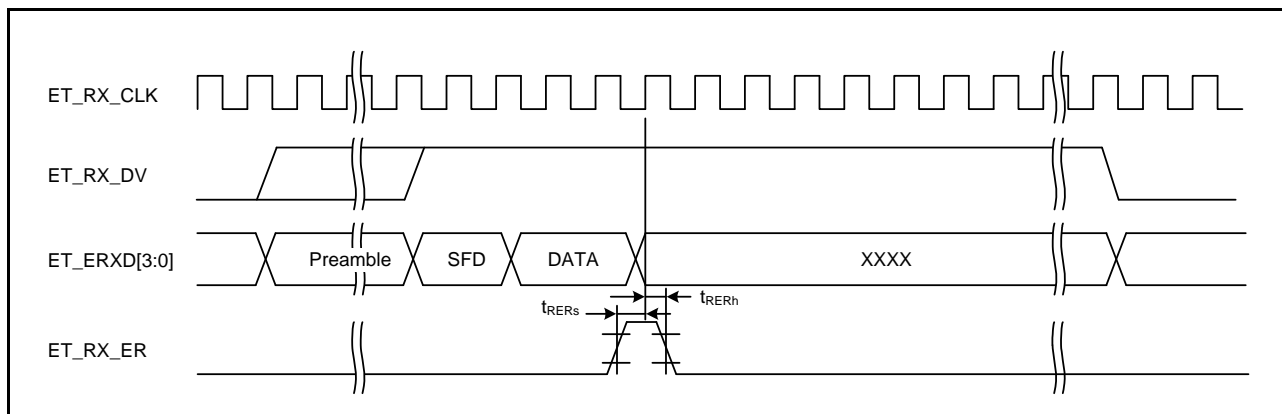 ET_RX_CLK
ET_RX_DV
ET_ERXD[3:0]
Preamble
SFD
DATA
XXXX
tRERs
tRERh
ET_RX_ER